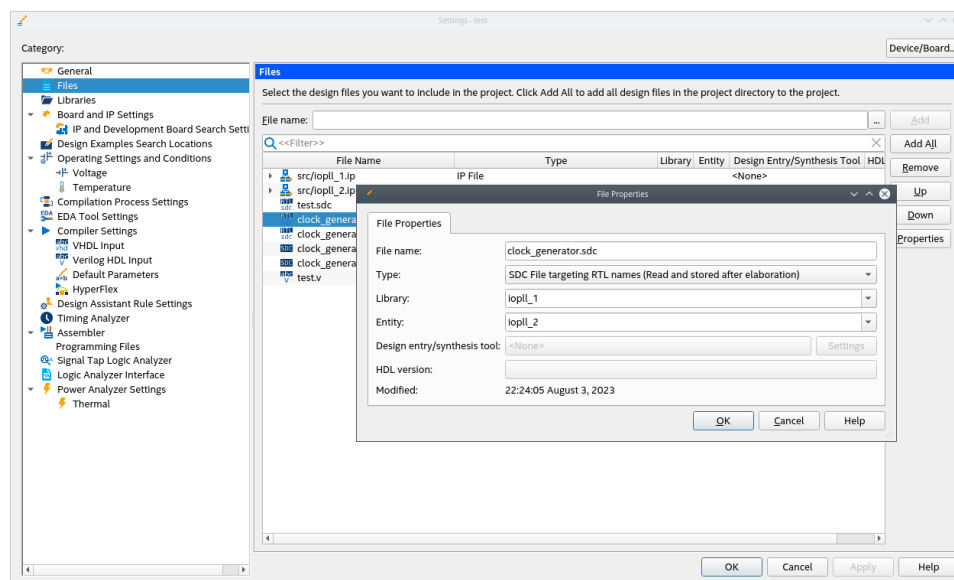 Settings - test
Category:
Device/Board...
General
Files
Libraries
Board and IP Settings
IP and Development Board Search Setti
Design Examples Search Locations
Operating Settings and Conditions
Voltage
Temperature
Compilation Process Settings
EDA Tool Settings
Compiler Settings
VHDL Input
Verilog HDL Input
Default Parameters
HyperFlex
Design Assistant Rule Settings
Timing Analyzer
Assembler
Programming Files
Signal Tap Logic Analyzer
Logic Analyzer Interface
Power Analyzer Settings
Thermal
Files
Select the design files you want to include in the project. Click Add All to add all design files in the project directory to the project.
File name: ... Add
<<Filter>> Add All
File Name Type Library Entity Design Entry/Synthesis Tool HDL
src/iopll_1.ip IP File <None>
src/iopll_2.ip
test.sdc
clock_genera
clock_genera
clock_genera
clock_genera
test.v
Remove
Up
Down
Properties
File Properties
File Properties
File name: clock_generator.sdc
Type: SDC File targeting RTL names (Read and stored after elaboration)
Library: iopll_1
Entity: iopll_2
Design entry/synthesis tool: <None> Settings
HDL version:
Modified: 22:24:05 August 3, 2023
OK Cancel Help
OK Cancel Apply Help